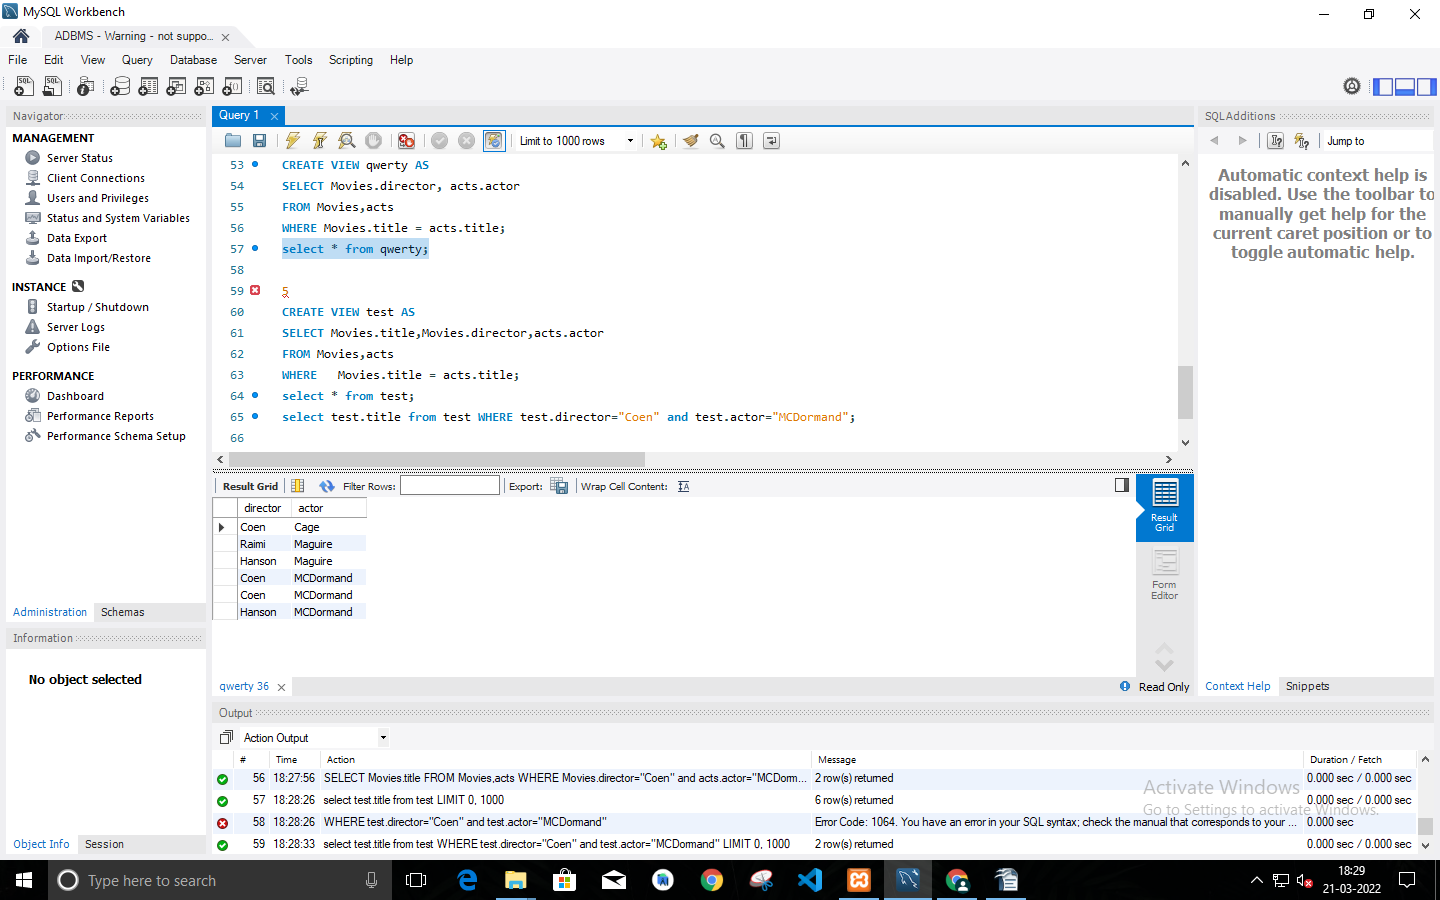 MySQL Workbench
ADBMS - Warning - not suppo...
File Edit View Query Database Server Tools Scripting Help
Navigator
MANAGEMENT
Server Status
Client Connections
Users and Privileges
Status and System Variables
Data Export
Data Import/Restore
INSTANCE
Startup / Shutdown
Server Logs
Options File
PERFORMANCE
Dashboard
Performance Reports
Performance Schema Setup
Administration Schemas
Information
No object selected
Object Info Session
Query 1
Limit to 1000 rows
53 CREATE VIEW qwerty AS
54 SELECT Movies.director, acts.actor
55 FROM Movies,acts
56 WHERE Movies.title = acts.title;
57 select * from qwerty;
58
59 5
60 CREATE VIEW test AS
61 SELECT Movies.title,Movies.director,acts.actor
62 FROM Movies,acts
63 WHERE   Movies.title = acts.title;
64 select * from test;
65 select test.title from test WHERE test.director="Coen" and test.actor="MCDormand";
66
Result Grid Filter Rows: Export: Wrap Cell Content:
director actor
Coen Cage
Raimi Maguire
Hanson Maguire
Coen MCDormand
Coen MCDormand
Hanson MCDormand
Result Grid
Form Editor
qwerty 36
Read Only
SQLAdditions
Jump to
Automatic context help is
disabled. Use the toolbar to
manually get help for the
current caret position or to
toggle automatic help.
Context Help Snippets
Output
Action Output
# Time Action Message Duration / Fetch
56 18:27:56 SELECT Movies.title FROM Movies,acts WHERE Movies.director="Coen" and acts.actor="MCDorm... 2 row(s) returned 0.000 sec / 0.000 sec
57 18:28:26 select test.title from test LIMIT 0, 1000 6 row(s) returned 0.000 sec / 0.000 sec
58 18:28:26 WHERE test.director="Coen" and test.actor="MCDormand" Error Code: 1064. You have an error in your SQL syntax; check the manual that corresponds to your ... 0.000 sec
59 18:28:33 select test.title from test WHERE test.director="Coen" and test.actor="MCDormand" LIMIT 0, 1000 2 row(s) returned 0.000 sec / 0.000 sec
Activate Windows
Go to Settings to activate Windows.
Type here to search
18:29
21-03-2022